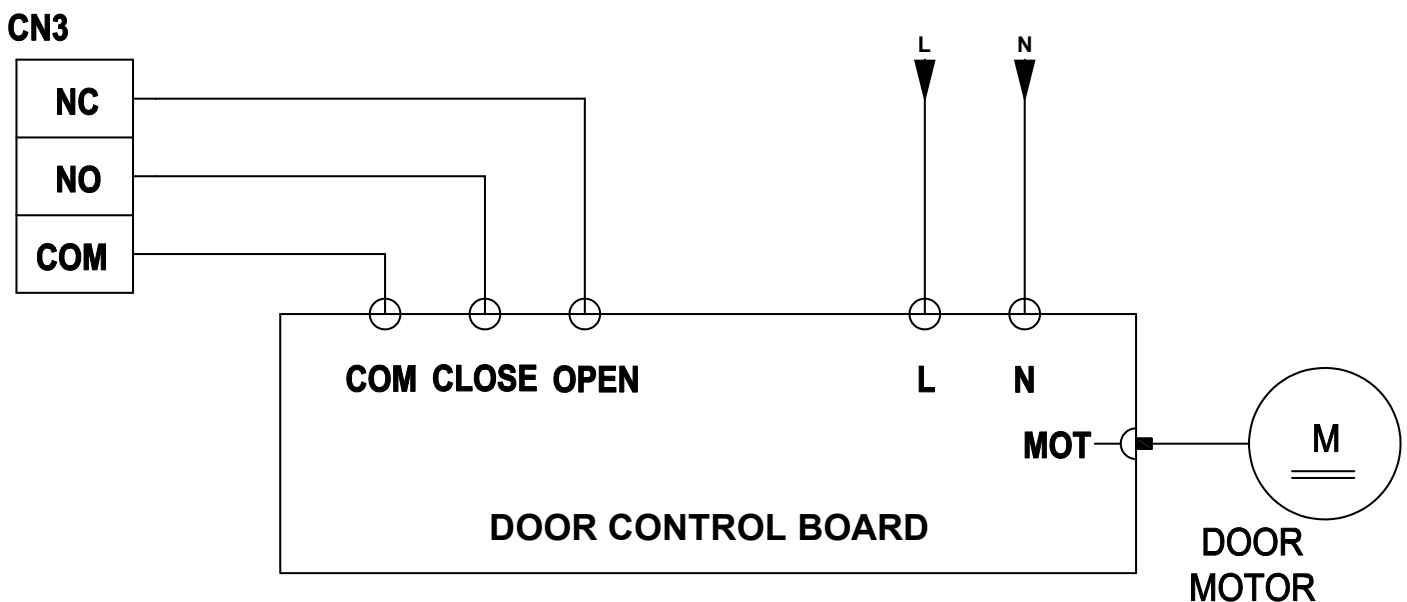 CN3
L N
NC
NO
COM
COM CLOSE OPEN L N
MOT
M
DOOR CONTROL BOARD
DOOR
MOTOR